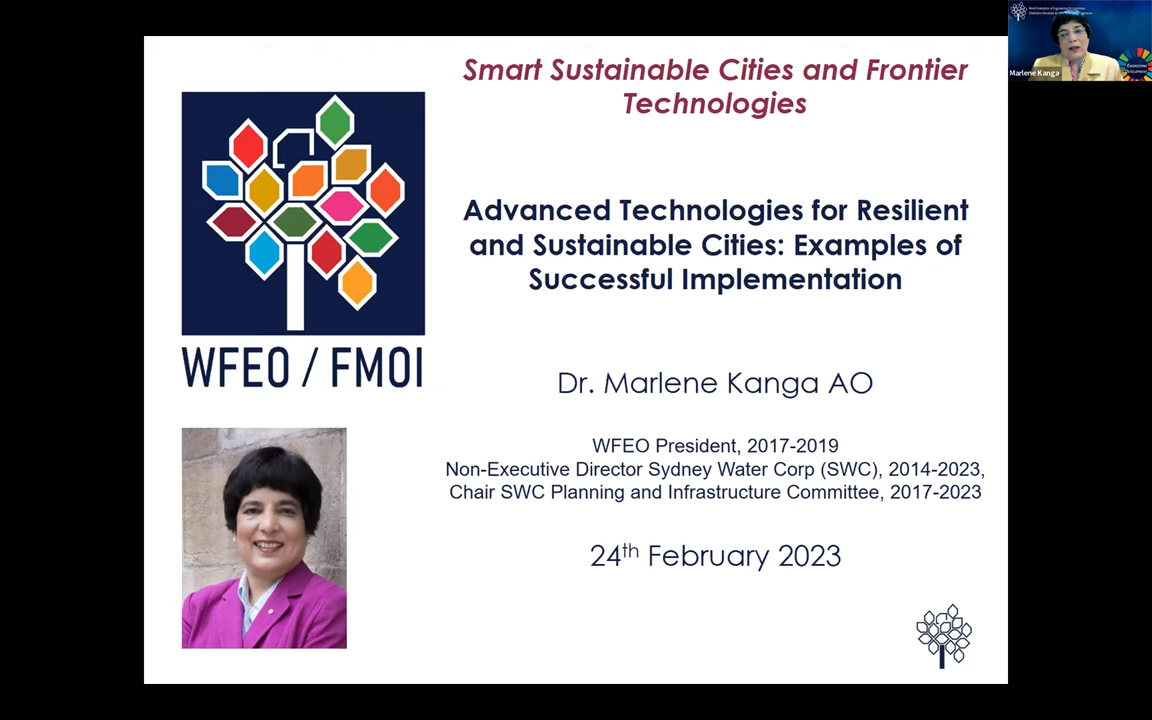 Smart Sustainable Cities and Frontier
Technologies
WFEO / FMOI
Advanced Technologies for Resilient
and Sustainable Cities: Examples of
Successful Implementation
Dr. Marlene Kanga AO
WFEO President, 2017-2019
Non-Executive Director Sydney Water Corp (SWC), 2014-2023,
Chair SWC Planning and Infrastructure Committee, 2017-2023
24th February 2023
Marlene Kanga